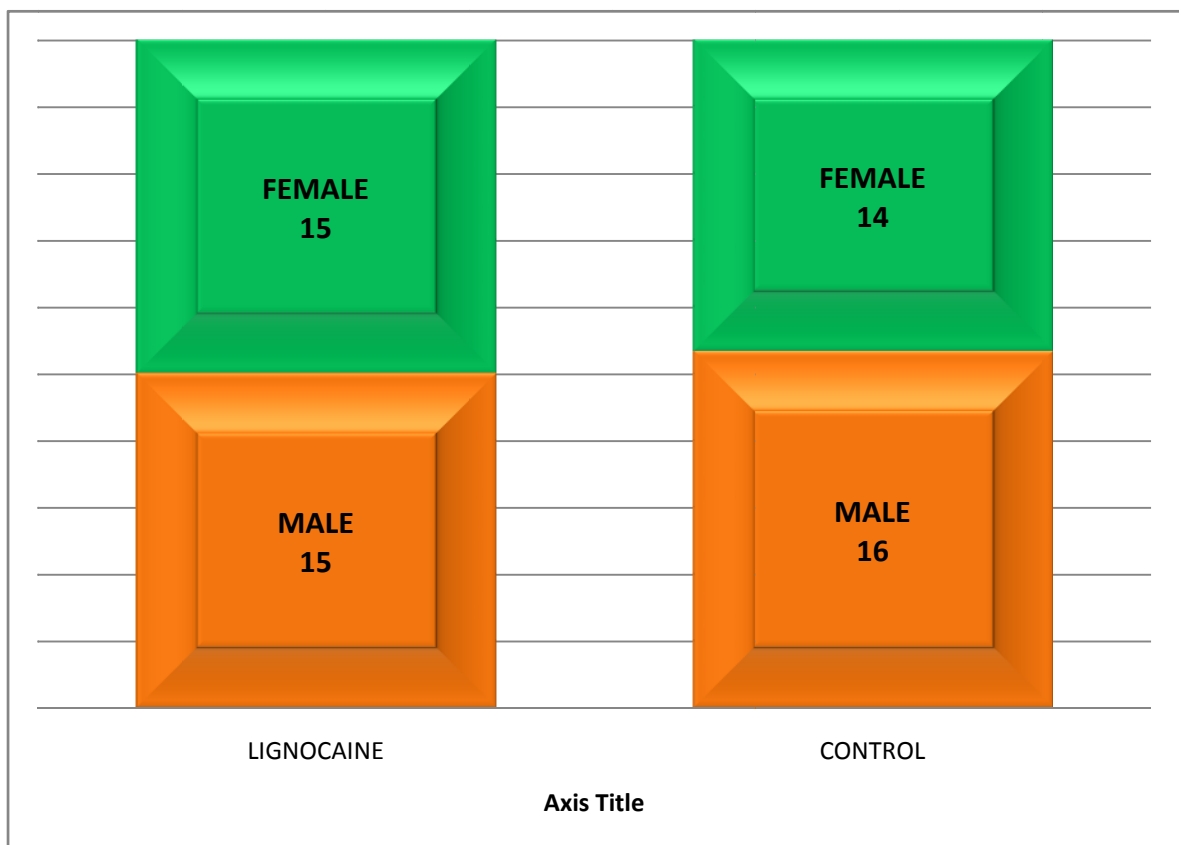 FEMALE
15
FEMALE
14
MALE
15
MALE
16
LIGNOCAINE
CONTROL
Axis Title